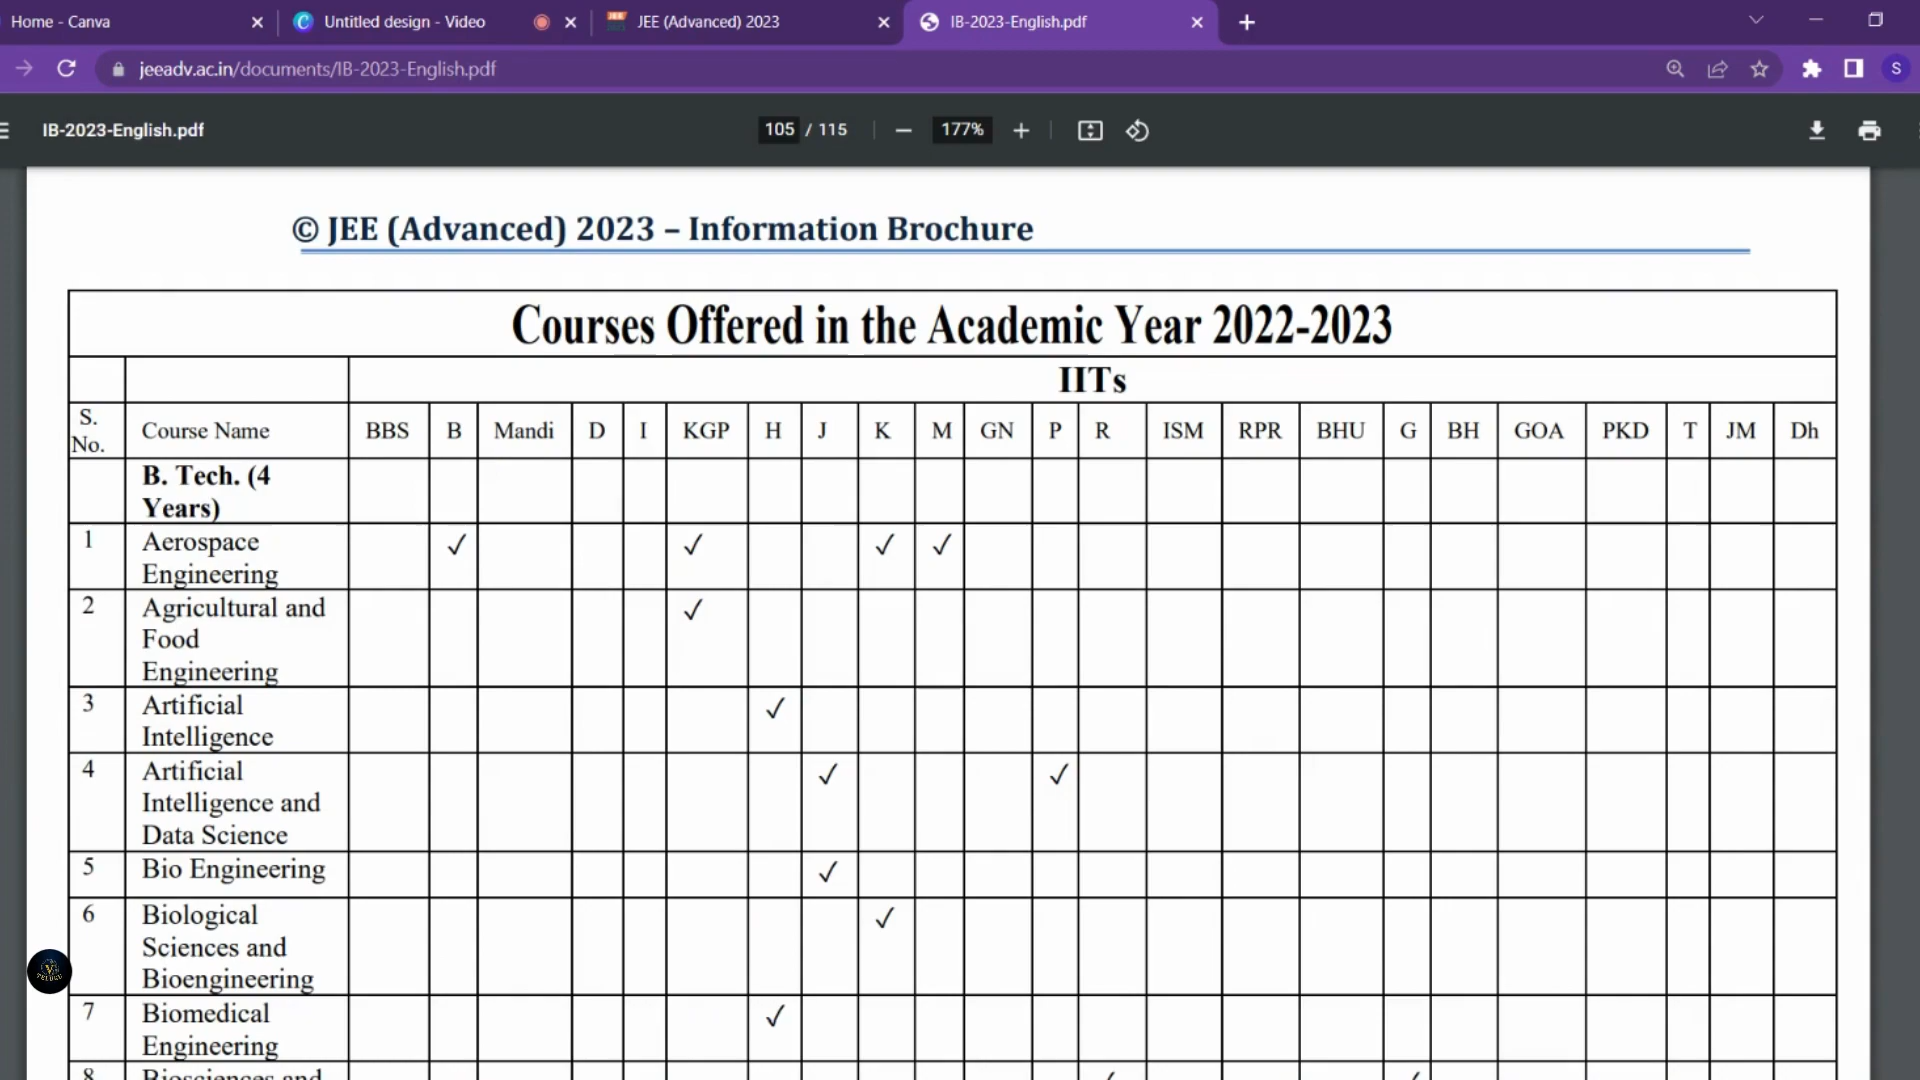 Home - Canva
Untitled design - Video
JEE (Advanced) 2023
IB-2023-English.pdf
jeeadv.ac.in/documents/IB-2023-English.pdf
S
IB-2023-English.pdf
105 / 115
177%
© JEE (Advanced) 2023 – Information Brochure
Courses Offered in the Academic Year 2022-2023
IITs
S. No. Course Name BBS B Mandi D I KGP H J K M GN P R ISM RPR BHU G BH GOA PKD T JM Dh
B. Tech. (4
Years)
1 Aerospace ✓ ✓ ✓ ✓
Engineering
2 Agricultural and ✓
Food
Engineering
3 Artificial ✓
Intelligence
4 Artificial ✓ ✓
Intelligence and
Data Science
5 Bio Engineering ✓
6 Biological ✓
Sciences and
Bioengineering
7 Biomedical ✓
Engineering
8 Biosciences and ✓ ✓